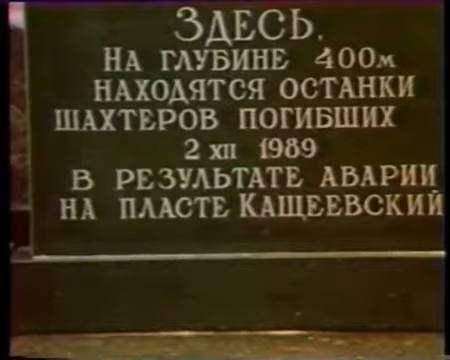 ЗДЕСЬ,
НА ГЛУБИНЕ 400м
НАХОДЯТСЯ ОСТАНКИ
ШАХТЕРОВ ПОГИБШИХ
2 XII 1989
В РЕЗУЛЬТАТЕ АВАРИИ
НА ПЛАСТЕ КАЩЕЕВСКИЙ